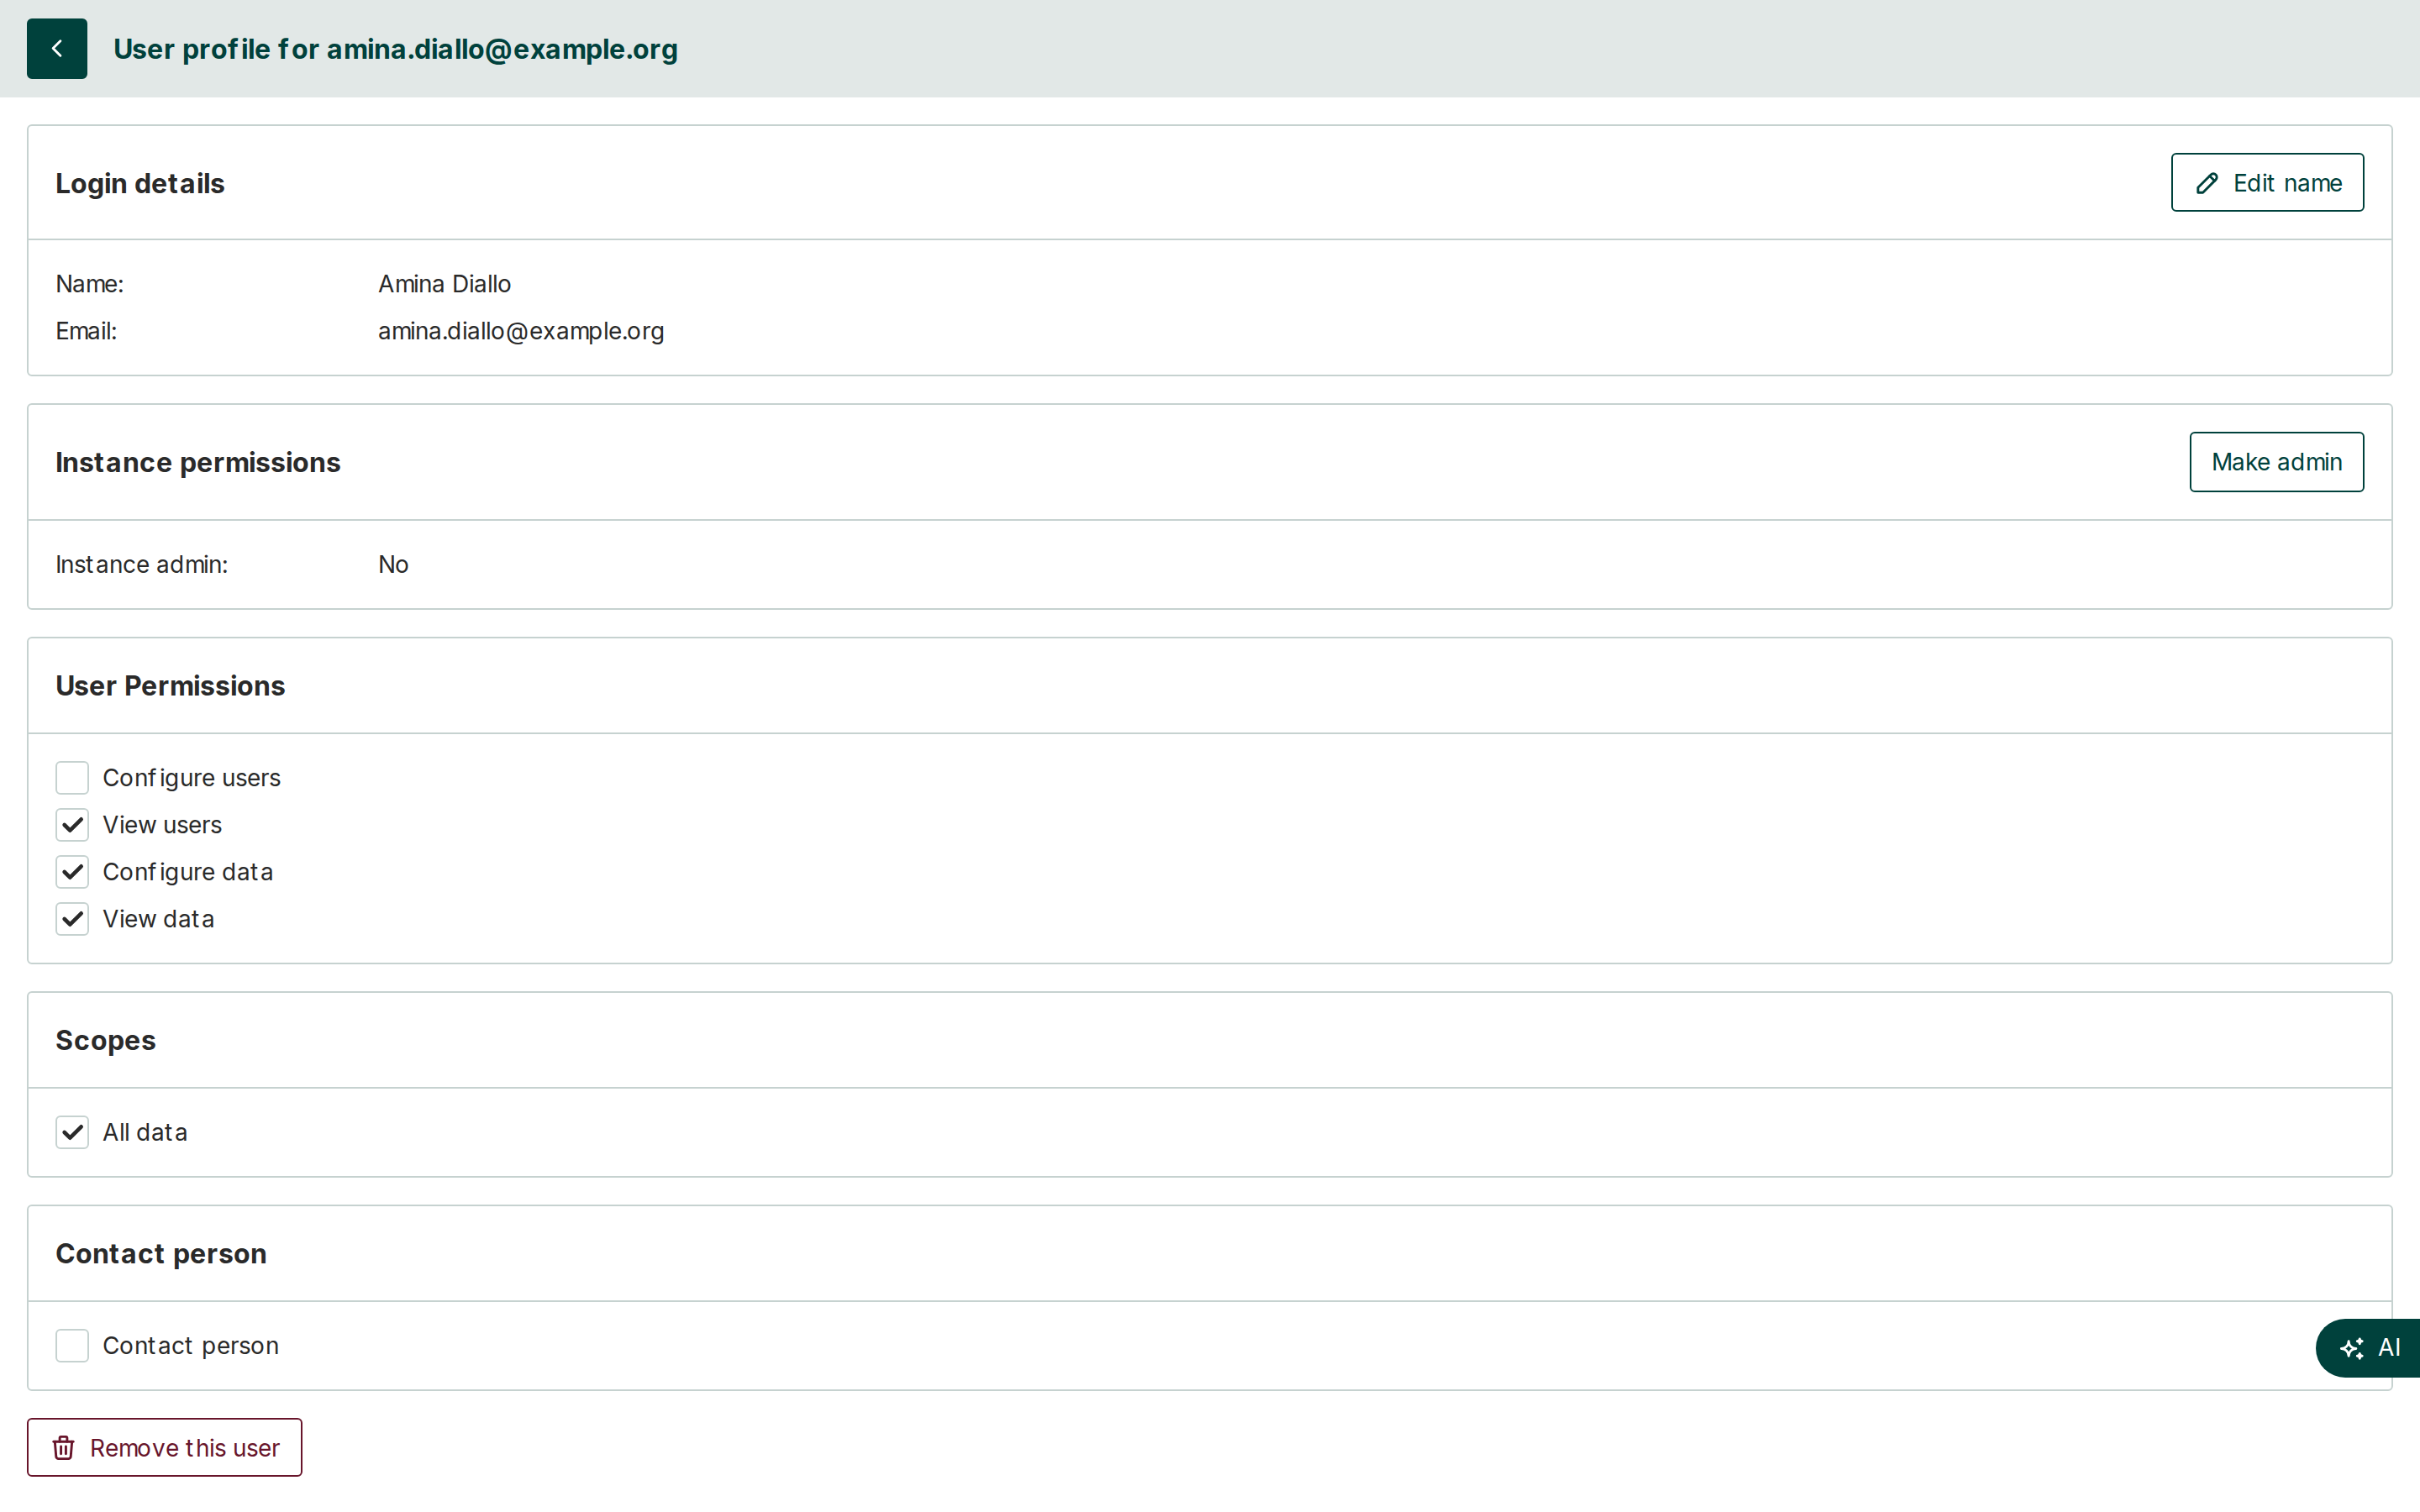 User profile for amina.diallo@example.org
Login details
Edit name
Name: Amina Diallo
Email: amina.diallo@example.org
Instance permissions
Make admin
Instance admin: No
User Permissions
Configure users
View users
Configure data
View data
Scopes
All data
Contact person
Contact person
AI
Remove this user